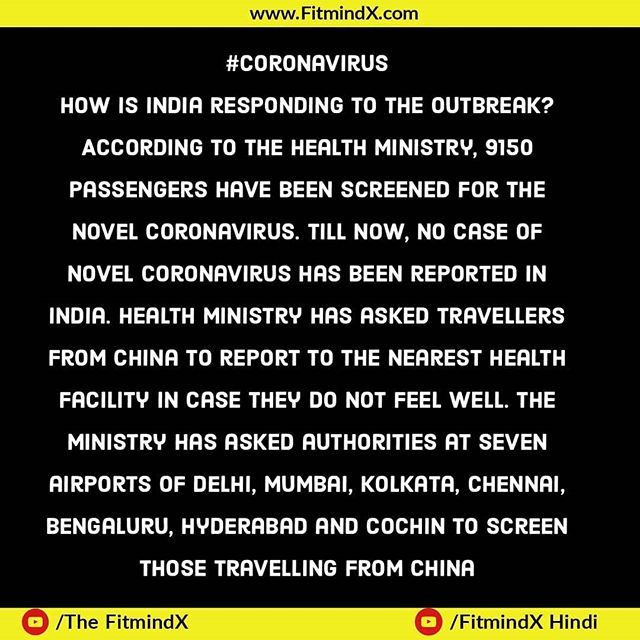 www.FitmindX.com
#CORONAVIRUS
HOW IS INDIA RESPONDING TO THE OUTBREAK?
ACCORDING TO THE HEALTH MINISTRY, 9150
PASSENGERS HAVE BEEN SCREENED FOR THE
NOVEL CORONAVIRUS. TILL NOW, NO CASE OF
NOVEL CORONAVIRUS HAS BEEN REPORTED IN
INDIA. HEALTH MINISTRY HAS ASKED TRAVELLERS
FROM CHINA TO REPORT TO THE NEAREST HEALTH
FACILITY IN CASE THEY DO NOT FEEL WELL. THE
MINISTRY HAS ASKED AUTHORITIES AT SEVEN
AIRPORTS OF DELHI, MUMBAI, KOLKATA, CHENNAI,
BENGALURU, HYDERABAD AND COCHIN TO SCREEN
THOSE TRAVELLING FROM CHINA
/The FitmindX
/FitmindX Hindi